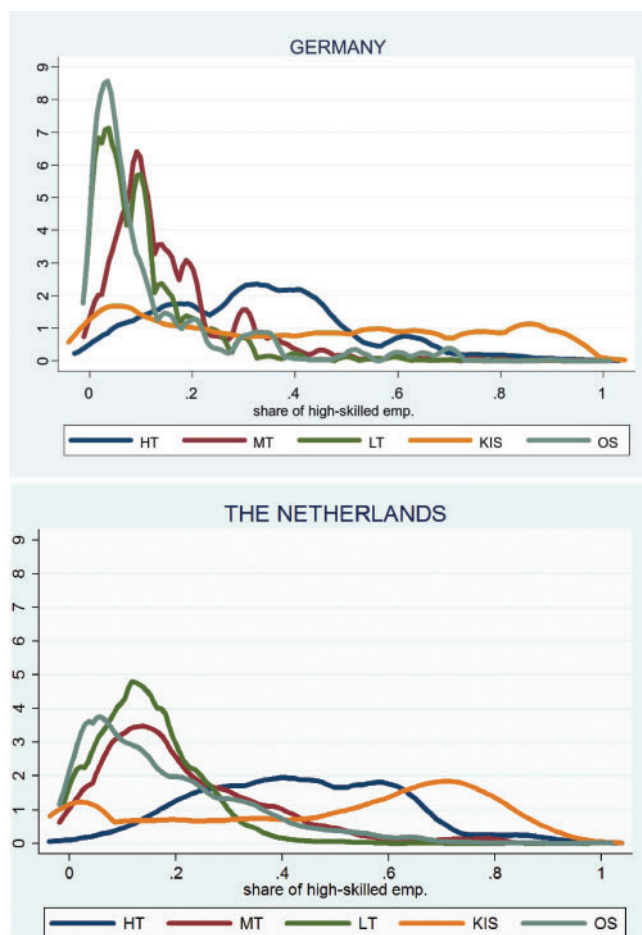 GERMANY
9
8
7
6
5
4
3
2
1
0
0 .2 .4 .6 .8 1
share of high-skilled emp.
HT MT LT KIS OS
THE NETHERLANDS
9
8
7
6
5
4
3
2
1
0
0 .2 .4 .6 .8 1
share of high-skilled emp.
HT MT LT KIS OS